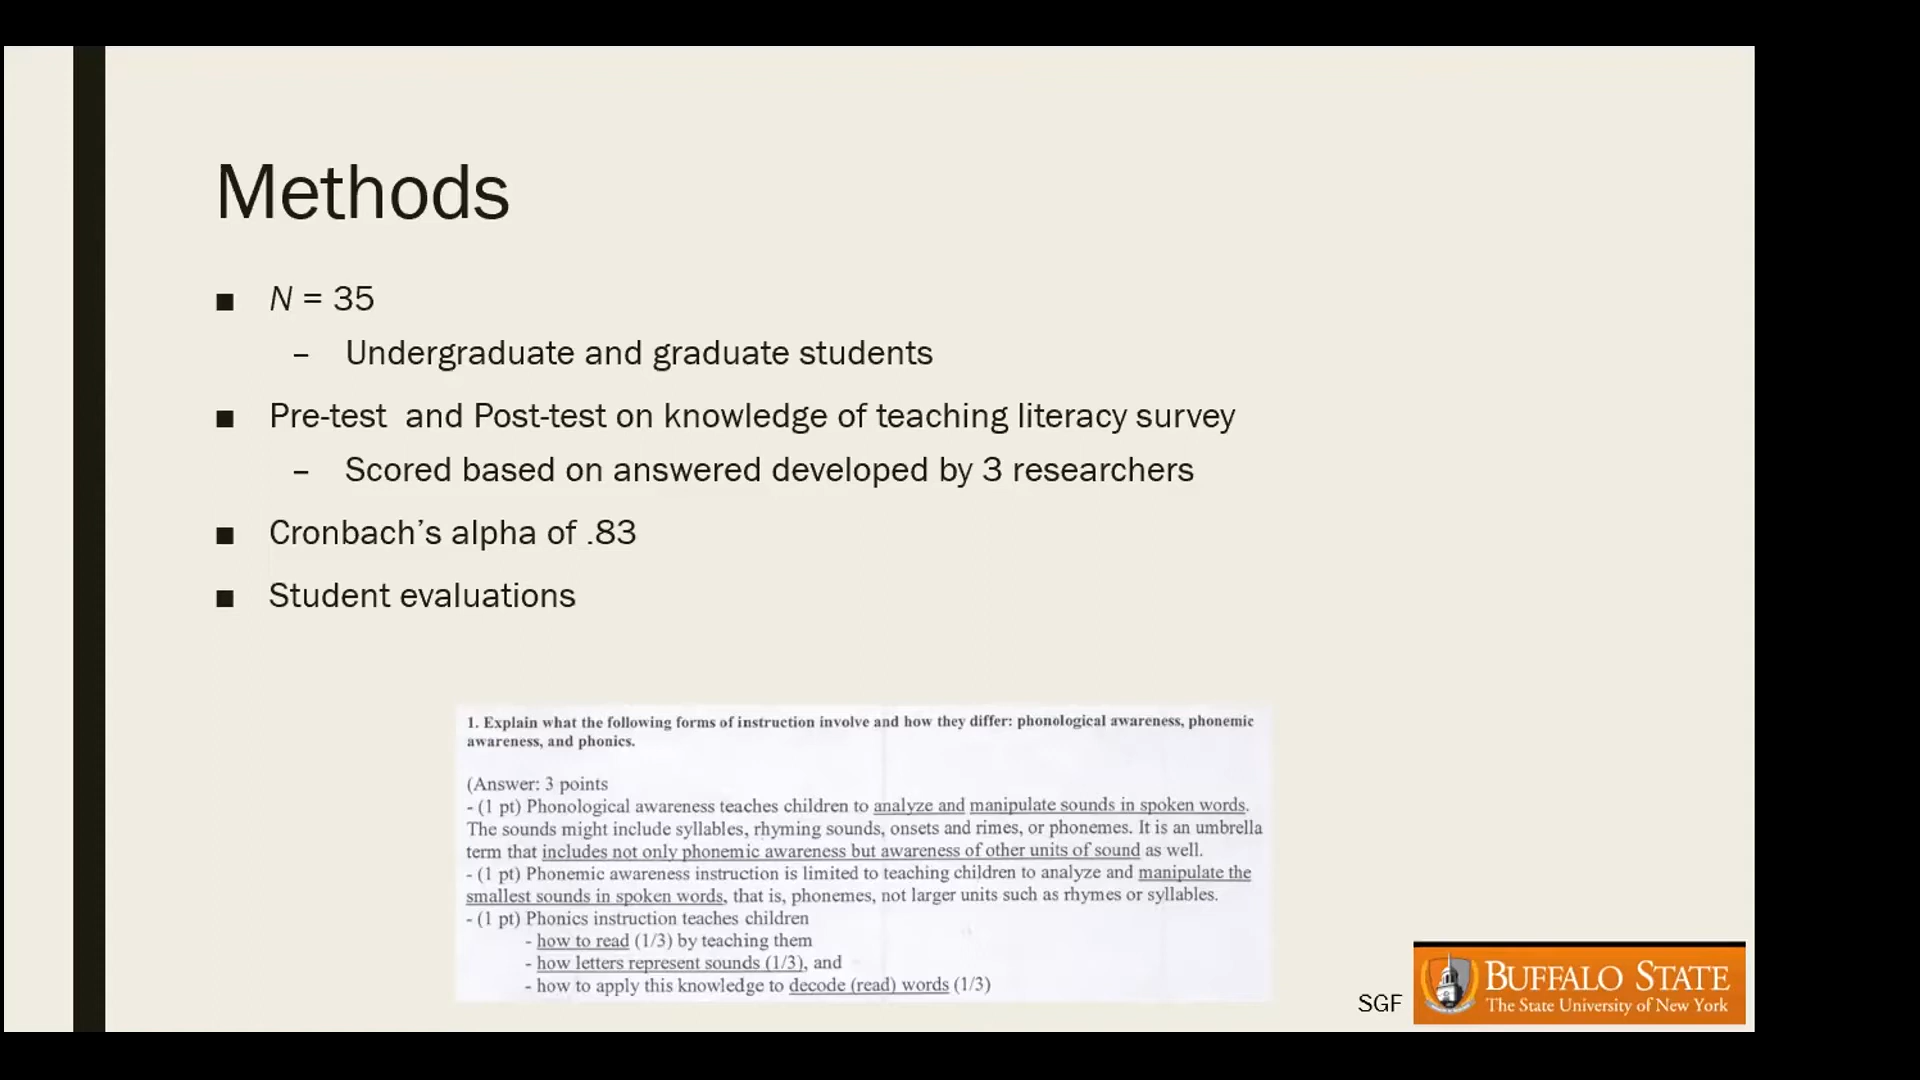 Methods
■ N = 35
– Undergraduate and graduate students
■ Pre-test and Post-test on knowledge of teaching literacy survey
– Scored based on answered developed by 3 researchers
■ Cronbach’s alpha of .83
■ Student evaluations
1. Explain what the following forms of instruction involve and how they differ: phonological awareness, phonemic
awareness, and phonics.
(Answer: 3 points
- (1 pt) Phonological awareness teaches children to analyze and manipulate sounds in spoken words.
The sounds might include syllables, rhyming sounds, onsets and rimes, or phonemes. It is an umbrella
term that includes not only phonemic awareness but awareness of other units of sound as well.
- (1 pt) Phonemic awareness instruction is limited to teaching children to analyze and manipulate the
smallest sounds in spoken words, that is, phonemes, not larger units such as rhymes or syllables.
- (1 pt) Phonics instruction teaches children
- how to read (1/3) by teaching them
- how letters represent sounds (1/3), and
- how to apply this knowledge to decode (read) words (1/3)
SGF
BUFFALO STATE
The State University of New York